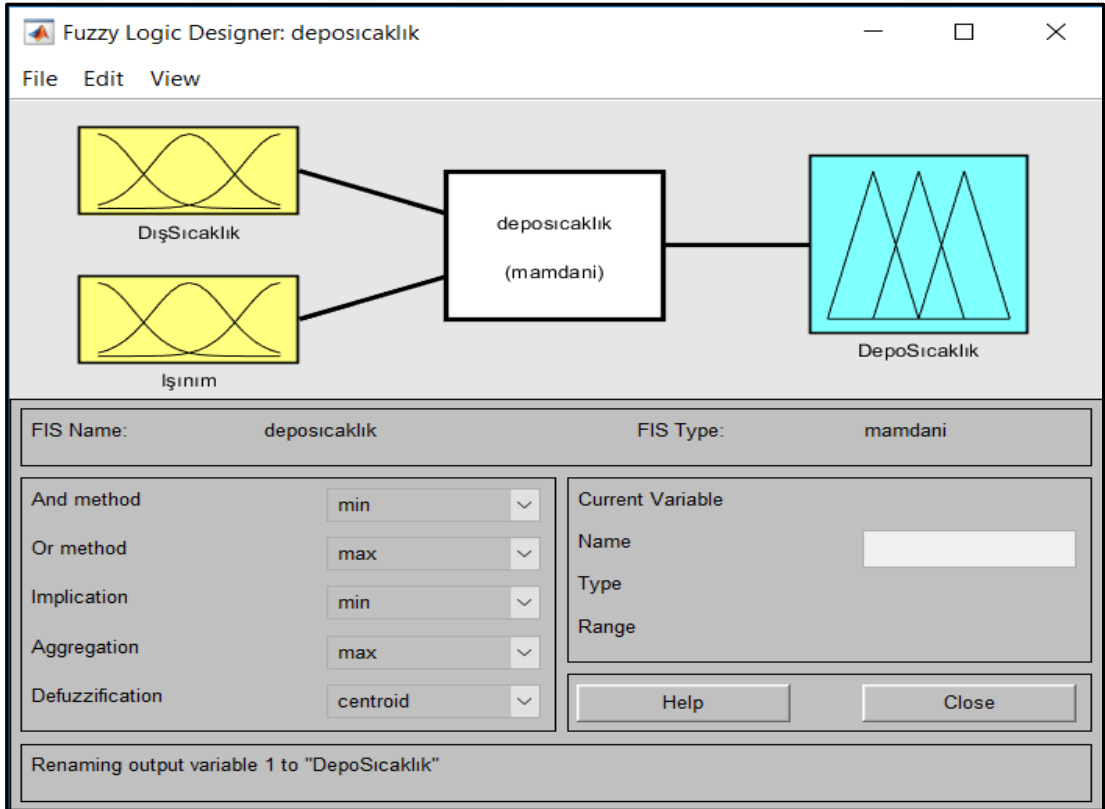 Fuzzy Logic Designer: deposıcaklık
File Edit View
DışSıcaklık
Işınım
deposıcaklık
(mamdani)
DepoSıcaklık
FIS Name: deposıcaklık FIS Type: mamdani
And method min
Or method max
Implication min
Aggregation max
Defuzzification centroid
Current Variable
Name
Type
Range
Help Close
Renaming output variable 1 to "DepoSıcaklık"